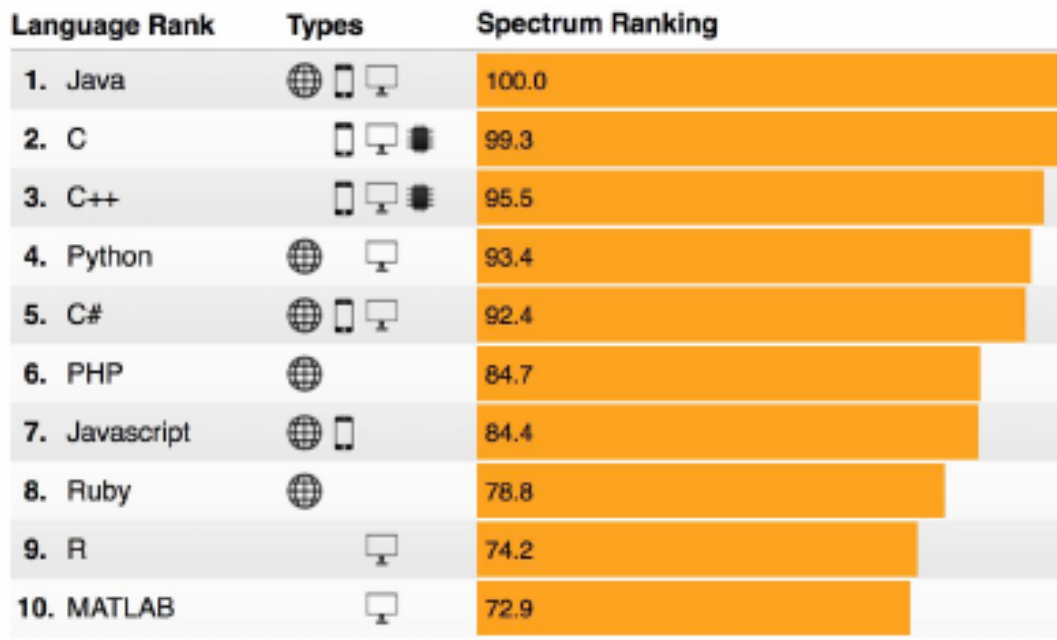 Language Rank Types Spectrum Ranking
1. Java 100.0
2. C 99.3
3. C++ 95.5
4. Python 93.4
5. C# 92.4
6. PHP 84.7
7. Javascript 84.4
8. Ruby 78.8
9. R 74.2
10. MATLAB 72.9